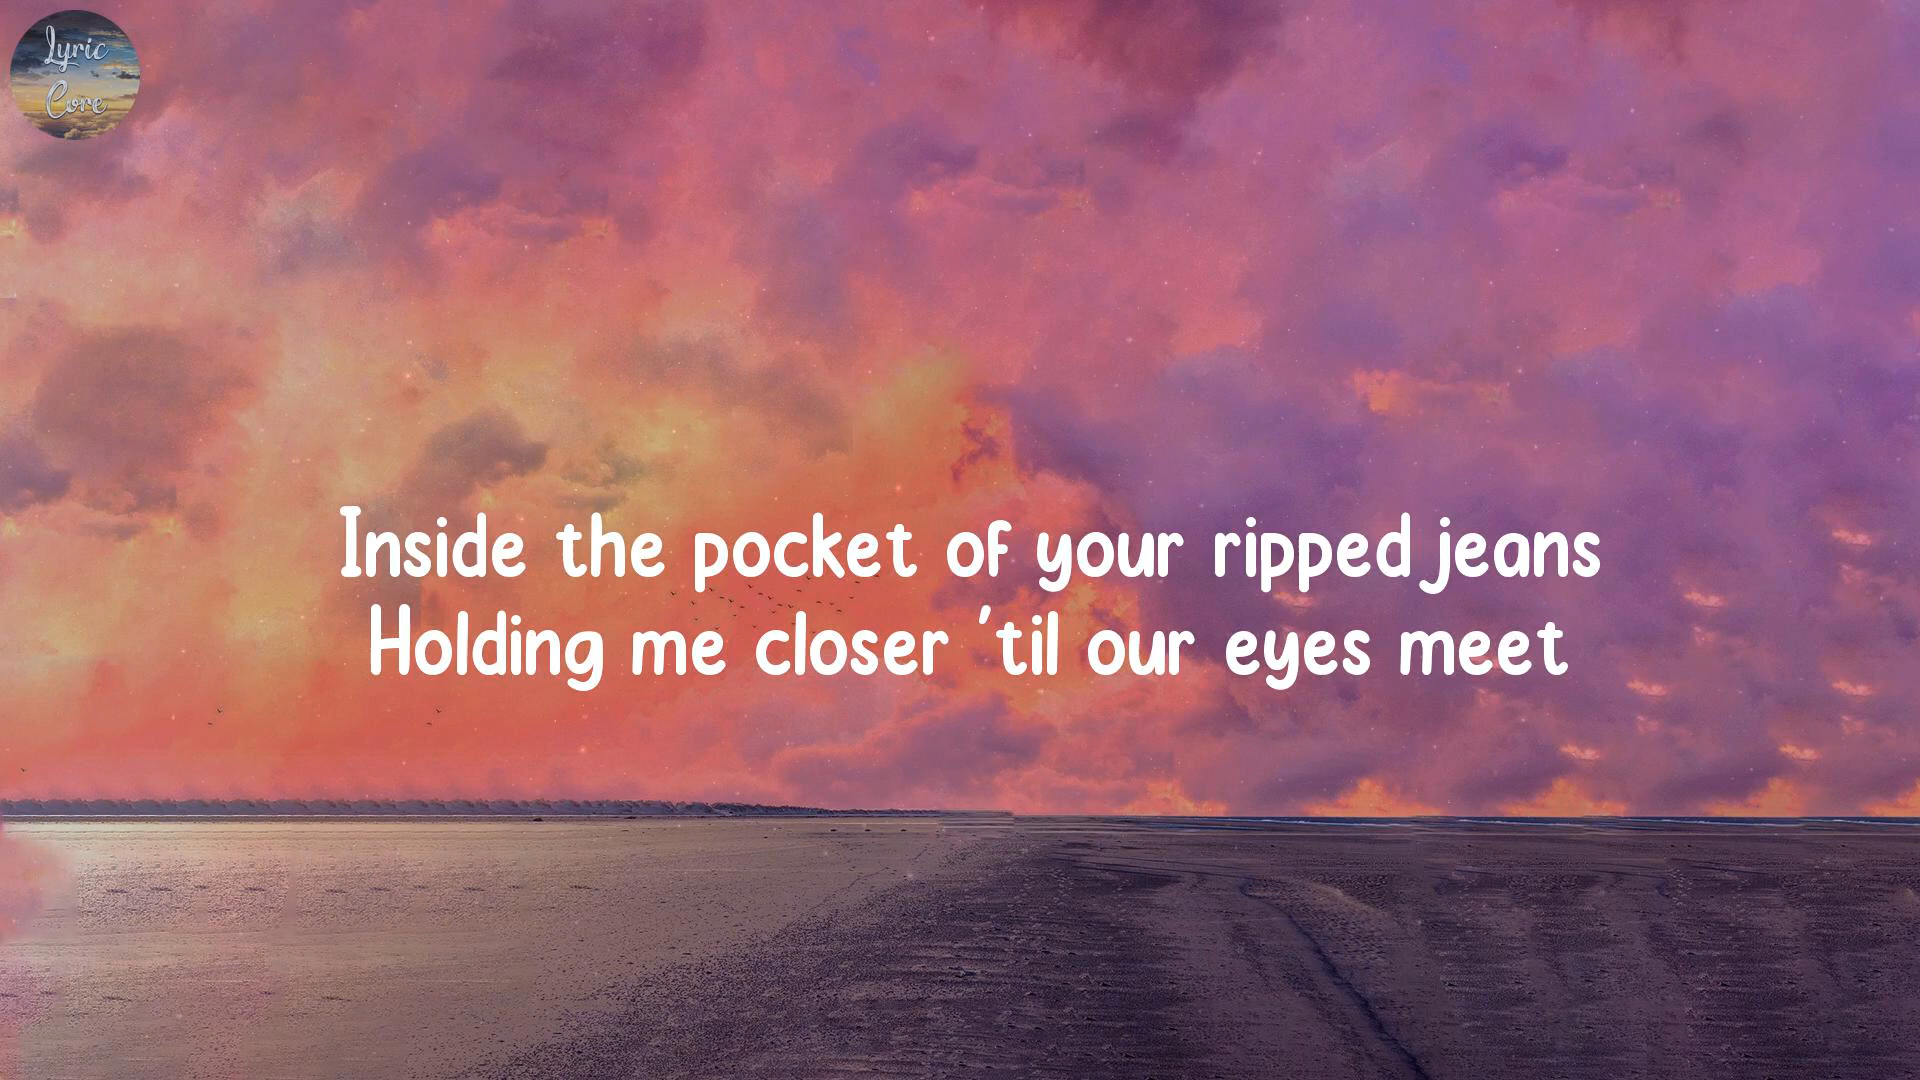 Lyric
Core
Inside the pocket of your ripped jeans
Holding me closer 'til our eyes meet